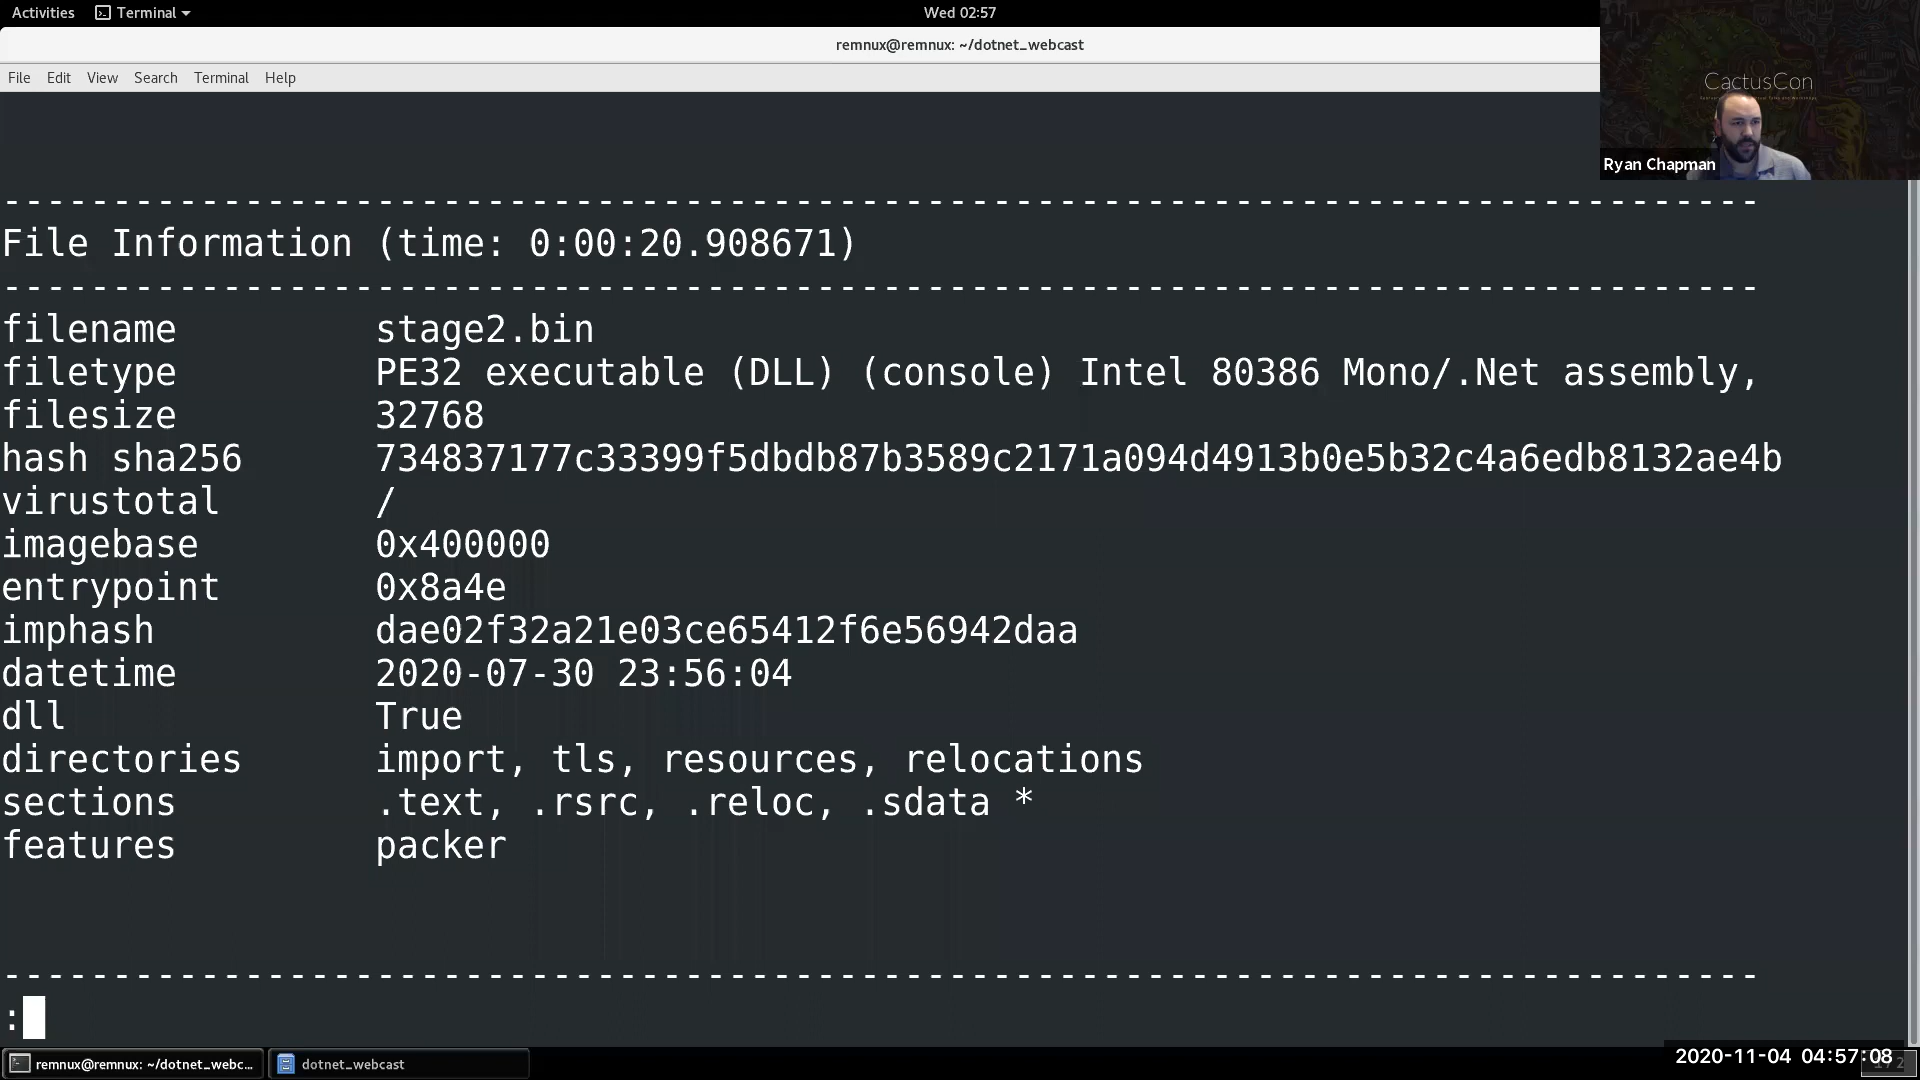 Activities Terminal Wed 02:57
remnux@remnux: ~/dotnet_webcast
File Edit View Search Terminal Help
CactusCon
Ryan Chapman
--------------------------------------------------------------------------------
File Information (time: 0:00:20.908671)
--------------------------------------------------------------------------------
filename stage2.bin
filetype PE32 executable (DLL) (console) Intel 80386 Mono/.Net assembly,
filesize 32768
hash sha256 734837177c33399f5dbdb87b3589c2171a094d4913b0e5b32c4a6edb8132ae4b
virustotal /
imagebase 0x400000
entrypoint 0x8a4e
imphash dae02f32a21e03ce65412f6e56942daa
datetime 2020-07-30 23:56:04
dll True
directories import, tls, resources, relocations
sections .text, .rsrc, .reloc, .sdata *
features packer
--------------------------------------------------------------------------------
:
remnux@remnux: ~/dotnet_webc... dotnet_webcast
2020-11-04 04:57:08